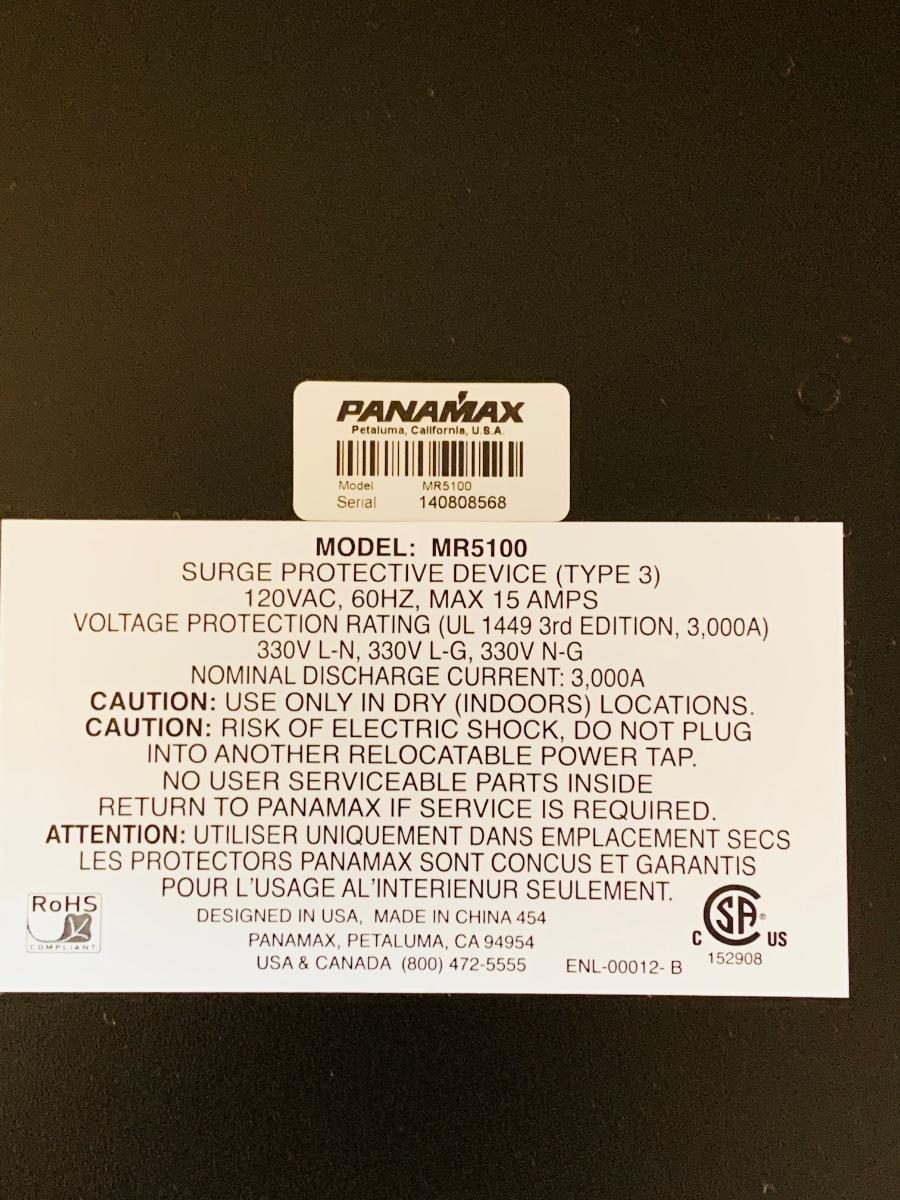 PANAMAX
Petaluma, California, U.S.A.
Model MR5100
Serial 140808568
MODEL: MR5100
SURGE PROTECTIVE DEVICE (TYPE 3)
120VAC, 60HZ, MAX 15 AMPS
VOLTAGE PROTECTION RATING (UL 1449 3rd EDITION, 3,000A)
330V L-N, 330V L-G, 330V N-G
NOMINAL DISCHARGE CURRENT: 3,000A
CAUTION: USE ONLY IN DRY (INDOORS) LOCATIONS.
CAUTION: RISK OF ELECTRIC SHOCK, DO NOT PLUG
INTO ANOTHER RELOCATABLE POWER TAP.
NO USER SERVICEABLE PARTS INSIDE
RETURN TO PANAMAX IF SERVICE IS REQUIRED.
ATTENTION: UTILISER UNIQUEMENT DANS EMPLACEMENT SECS
LES PROTECTORS PANAMAX SONT CONCUS ET GARANTIS
POUR L'USAGE AL'INTERIENUR SEULEMENT.
RoHS
COMPLIANT
DESIGNED IN USA, MADE IN CHINA 454
PANAMAX, PETALUMA, CA 94954
USA & CANADA (800) 472-5555 ENL-00012- B
C SA ® US
152908